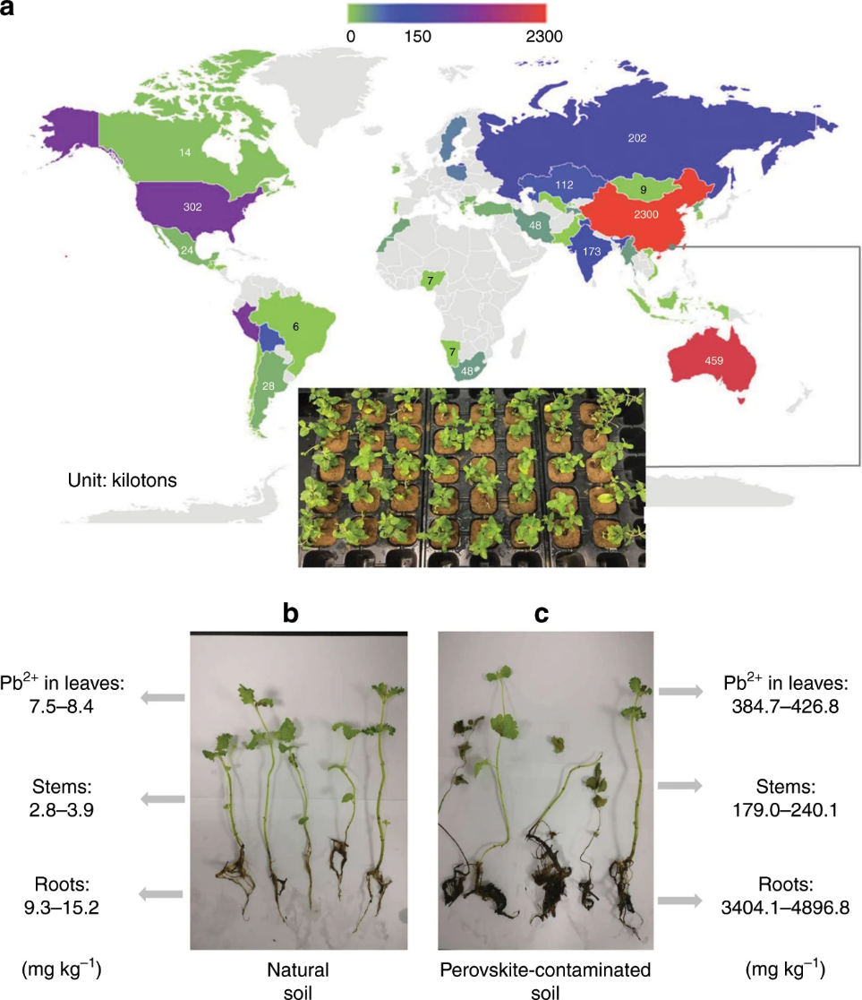 a
0 150 2300
14
302
24
6
28
7
7
48
48
202
112
9
2300
173
459
Unit: kilotons
b
c
Pb²⁺ in leaves:
7.5–8.4
Stems:
2.8–3.9
Roots:
9.3–15.2
(mg kg⁻¹)
Natural
soil
Perovskite-contaminated
soil
Pb²⁺ in leaves:
384.7–426.8
Stems:
179.0–240.1
Roots:
3404.1–4896.8
(mg kg⁻¹)